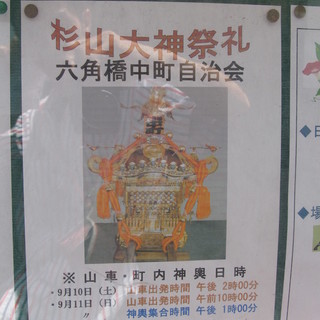 杉山大神祭礼
六角橋中町自治会
※山車・町内神輿日時
・9月10日（土） 山車出発時間 午後 2時00分
・9月11日（日） 山車出発時間 午前10時00分
〃 神輿集合時間 午後 1時00分
◆日
◆場